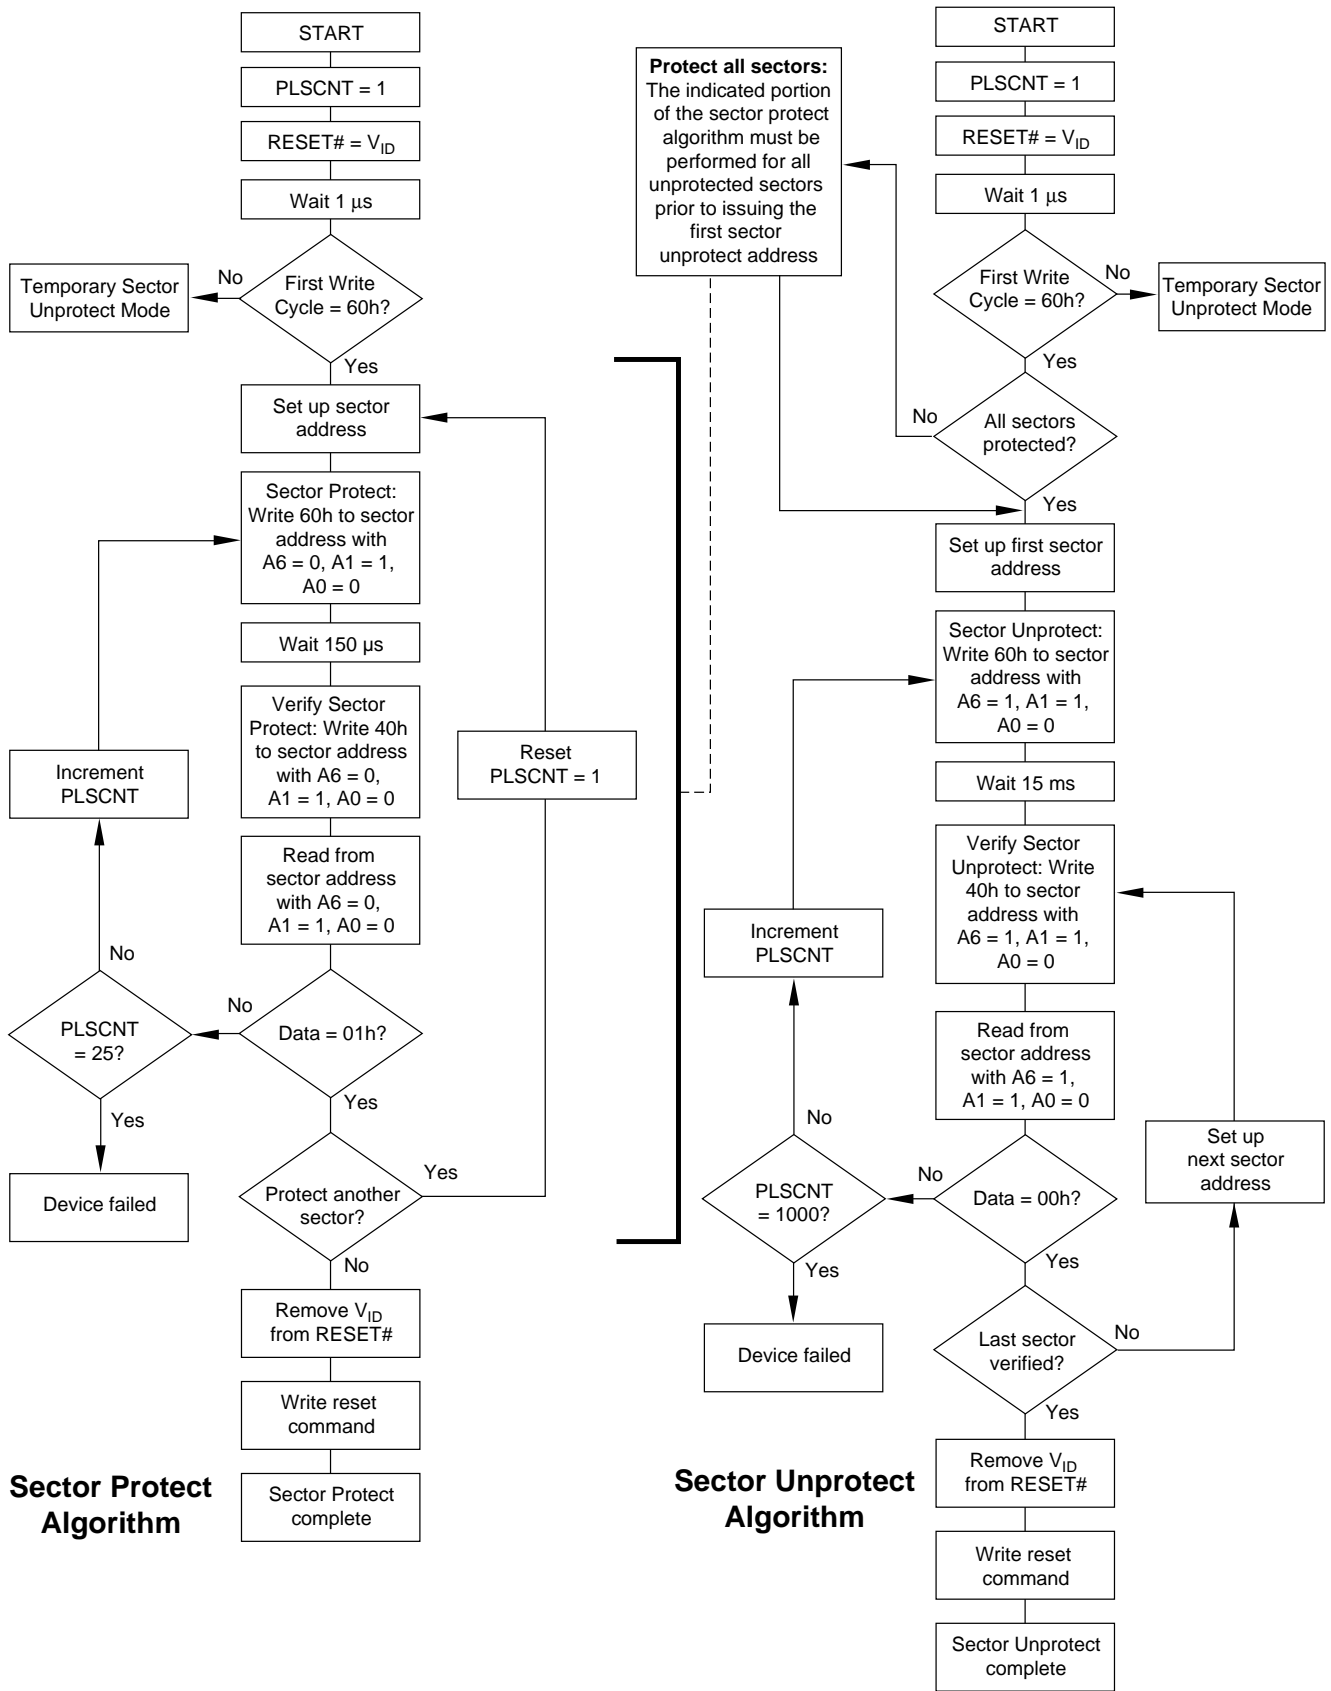 START
PLSCNT = 1
RESET# = VID
Wait 1 μs
First Write
Cycle = 60h?
No
Temporary Sector
Unprotect Mode
Yes
Set up sector
address
Sector Protect:
Write 60h to sector
address with
A6 = 0, A1 = 1,
A0 = 0
Wait 150 µs
Verify Sector
Protect: Write 40h
to sector address
with A6 = 0,
A1 = 1, A0 = 0
Reset
PLSCNT = 1
Increment
PLSCNT
Read from
sector address
with A6 = 0,
A1 = 1, A0 = 0
No
No
Data = 01h?
PLSCNT
= 25?
Yes
Yes
Device failed
Protect another
sector?
Yes
No
Remove VID
from RESET#
Write reset
command
Sector Protect
complete
Sector Protect
Algorithm
Protect all sectors:
The indicated portion
of the sector protect
algorithm must be
performed for all
unprotected sectors
prior to issuing the
first sector
unprotect address
START
PLSCNT = 1
RESET# = VID
Wait 1 μs
First Write
Cycle = 60h?
No
Temporary Sector
Unprotect Mode
Yes
No
All sectors
protected?
Yes
Set up first sector
address
Sector Unprotect:
Write 60h to sector
address with
A6 = 1, A1 = 1,
A0 = 0
Wait 15 ms
Verify Sector
Unprotect: Write
40h to sector
address with
A6 = 1, A1 = 1,
A0 = 0
Increment
PLSCNT
Read from
sector address
with A6 = 1,
A1 = 1, A0 = 0
No
No
Data = 00h?
PLSCNT
= 1000?
Set up
next sector
address
Yes
Yes
Device failed
Last sector
verified?
No
Yes
Remove VID
from RESET#
Write reset
command
Sector Unprotect
complete
Sector Unprotect
Algorithm